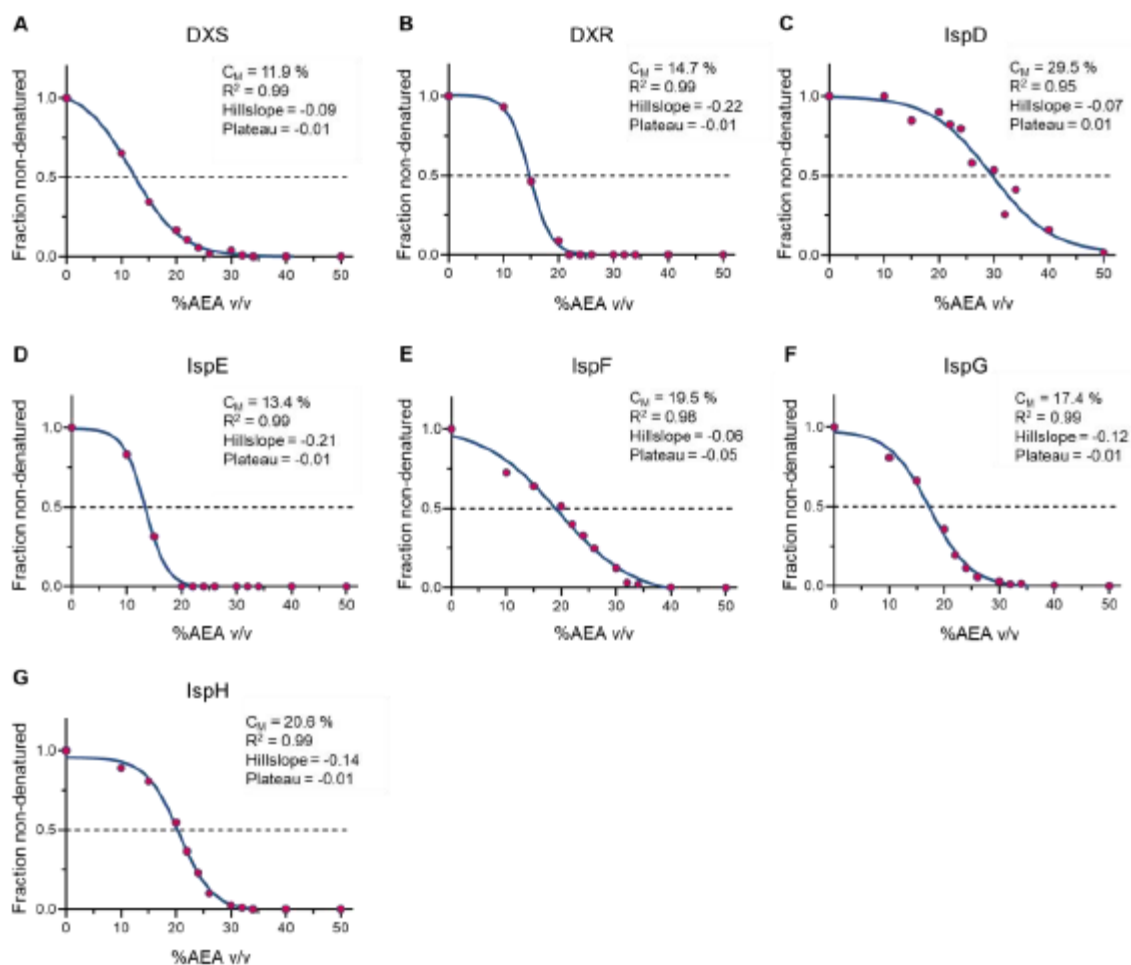 A
DXS
C_M = 11.9 %
R² = 0.99
Hillslope = -0.09
Plateau = -0.01
Fraction non-denatured
1.0
0.5
0.0
0 10 20 30 40 50
%AEA v/v
B
DXR
C_M = 14.7 %
R² = 0.99
Hillslope = -0.22
Plateau = -0.01
Fraction non-denatured
1.0
0.5
0.0
0 10 20 30 40 50
%AEA v/v
C
IspD
C_M = 29.5 %
R² = 0.95
Hillslope = -0.07
Plateau = 0.01
Fraction non-denatured
1.0
0.5
0.0
0 10 20 30 40 50
%AEA v/v
D
IspE
C_M = 13.4 %
R² = 0.99
Hillslope = -0.21
Plateau = -0.01
Fraction non-denatured
1.0
0.5
0.0
0 10 20 30 40 50
%AEA v/v
E
IspF
C_M = 19.5 %
R² = 0.98
Hillslope = -0.06
Plateau = -0.05
Fraction non-denatured
1.0
0.5
0.0
0 10 20 30 40 50
%AEA v/v
F
IspG
C_M = 17.4 %
R² = 0.99
Hillslope = -0.12
Plateau = -0.01
Fraction non-denatured
1.0
0.5
0.0
0 10 20 30 40 50
%AEA v/v
G
IspH
C_M = 20.6 %
R² = 0.99
Hillslope = -0.14
Plateau = -0.01
Fraction non-denatured
1.0
0.5
0.0
0 10 20 30 40 50
%AEA v/v